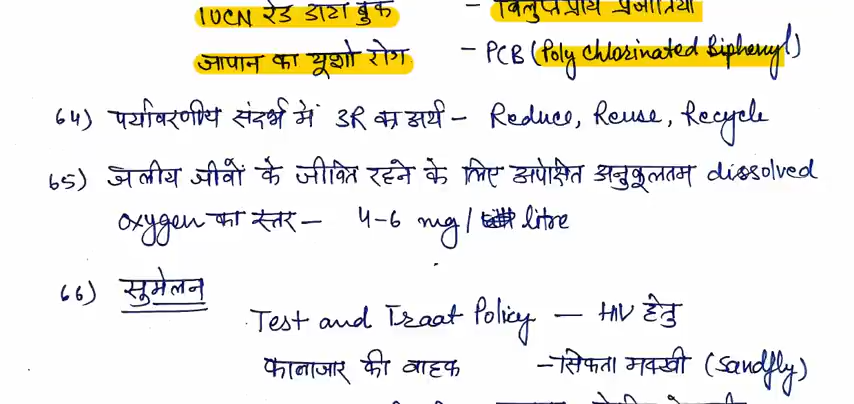 IUCN रेड डाटा बुक - विलुप्तप्राय प्रजातियां
जापान का यूशो रोग - PCB (Poly Chlorinated Biphenyl)
64) पर्यावरणीय संदर्भ में 3R का अर्थ - Reduce, Reuse, Recycle
65) जलीय जीवों के जीवित रहने के लिए अपेक्षित अनुकूलतम dissolved
oxygen का स्तर - 4-6 mg/ litre
66) सुमेलन
Test and Traat Policy - HIV हेतु
कालाजार की वाहक - सिकता मक्खी (Sandfly)